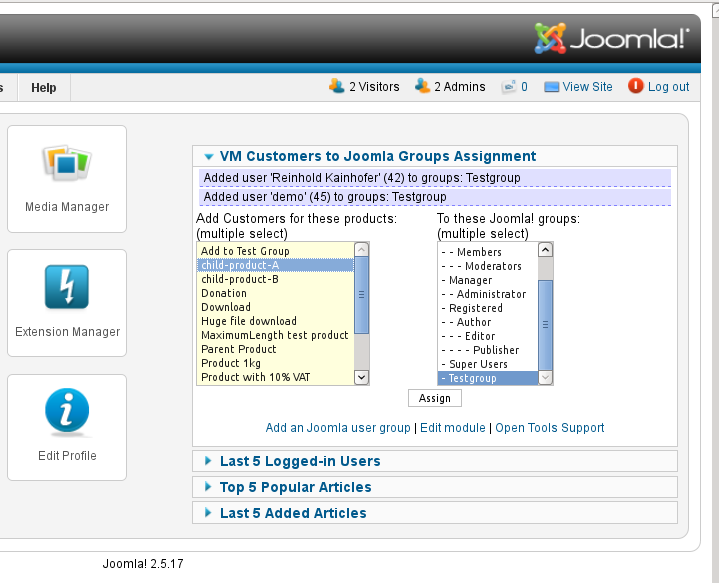 Joomla!
s
Help
2 Visitors
2 Admins
0
View Site
Log out
Media Manager
Extension Manager
Edit Profile
VM Customers to Joomla Groups Assignment
Added user 'Reinhold Kainhofer' (42) to groups: Testgroup
Added user 'demo' (45) to groups: Testgroup
Add Customers for these products:
(multiple select)
Add to Test Group
child-product-A
child-product-B
Donation
Download
Huge file download
MaximumLength test product
Parent Product
Product 1kg
Product with 10% VAT
To these Joomla! groups:
(multiple select)
- - Members
- - - Moderators
- Manager
- - Administrator
- Registered
- - Author
- - - Editor
- - - - Publisher
- Super Users
- Testgroup
Assign
Add an Joomla user group | Edit module | Open Tools Support
Last 5 Logged-in Users
Top 5 Popular Articles
Last 5 Added Articles
Joomla! 2.5.17